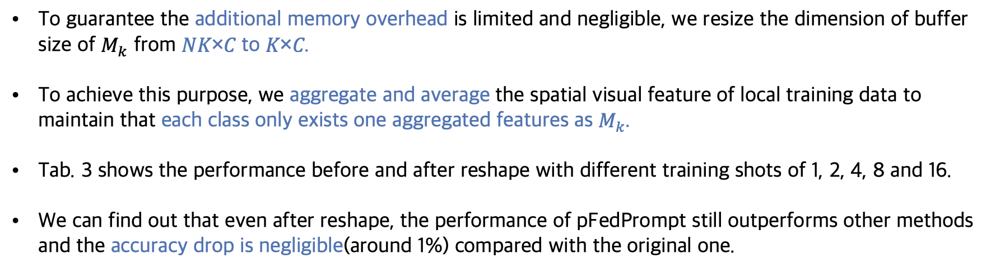 • To guarantee the additional memory overhead is limited and negligible, we resize the dimension of buffer
size of M_k from NK×C to K×C.
• To achieve this purpose, we aggregate and average the spatial visual feature of local training data to
maintain that each class only exists one aggregated features as M_k.
• Tab. 3 shows the performance before and after reshape with different training shots of 1, 2, 4, 8 and 16.
• We can find out that even after reshape, the performance of pFedPrompt still outperforms other methods
and the accuracy drop is negligible(around 1%) compared with the original one.